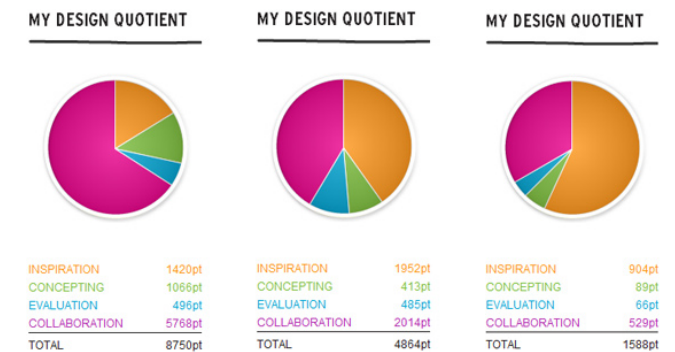 MY DESIGN QUOTIENT
INSPIRATION 1420pt
CONCEPTING 1066pt
EVALUATION 496pt
COLLABORATION 5768pt
TOTAL 8750pt
MY DESIGN QUOTIENT
INSPIRATION 1952pt
CONCEPTING 413pt
EVALUATION 485pt
COLLABORATION 2014pt
TOTAL 4864pt
MY DESIGN QUOTIENT
INSPIRATION 904pt
CONCEPTING 89pt
EVALUATION 66pt
COLLABORATION 529pt
TOTAL 1588pt